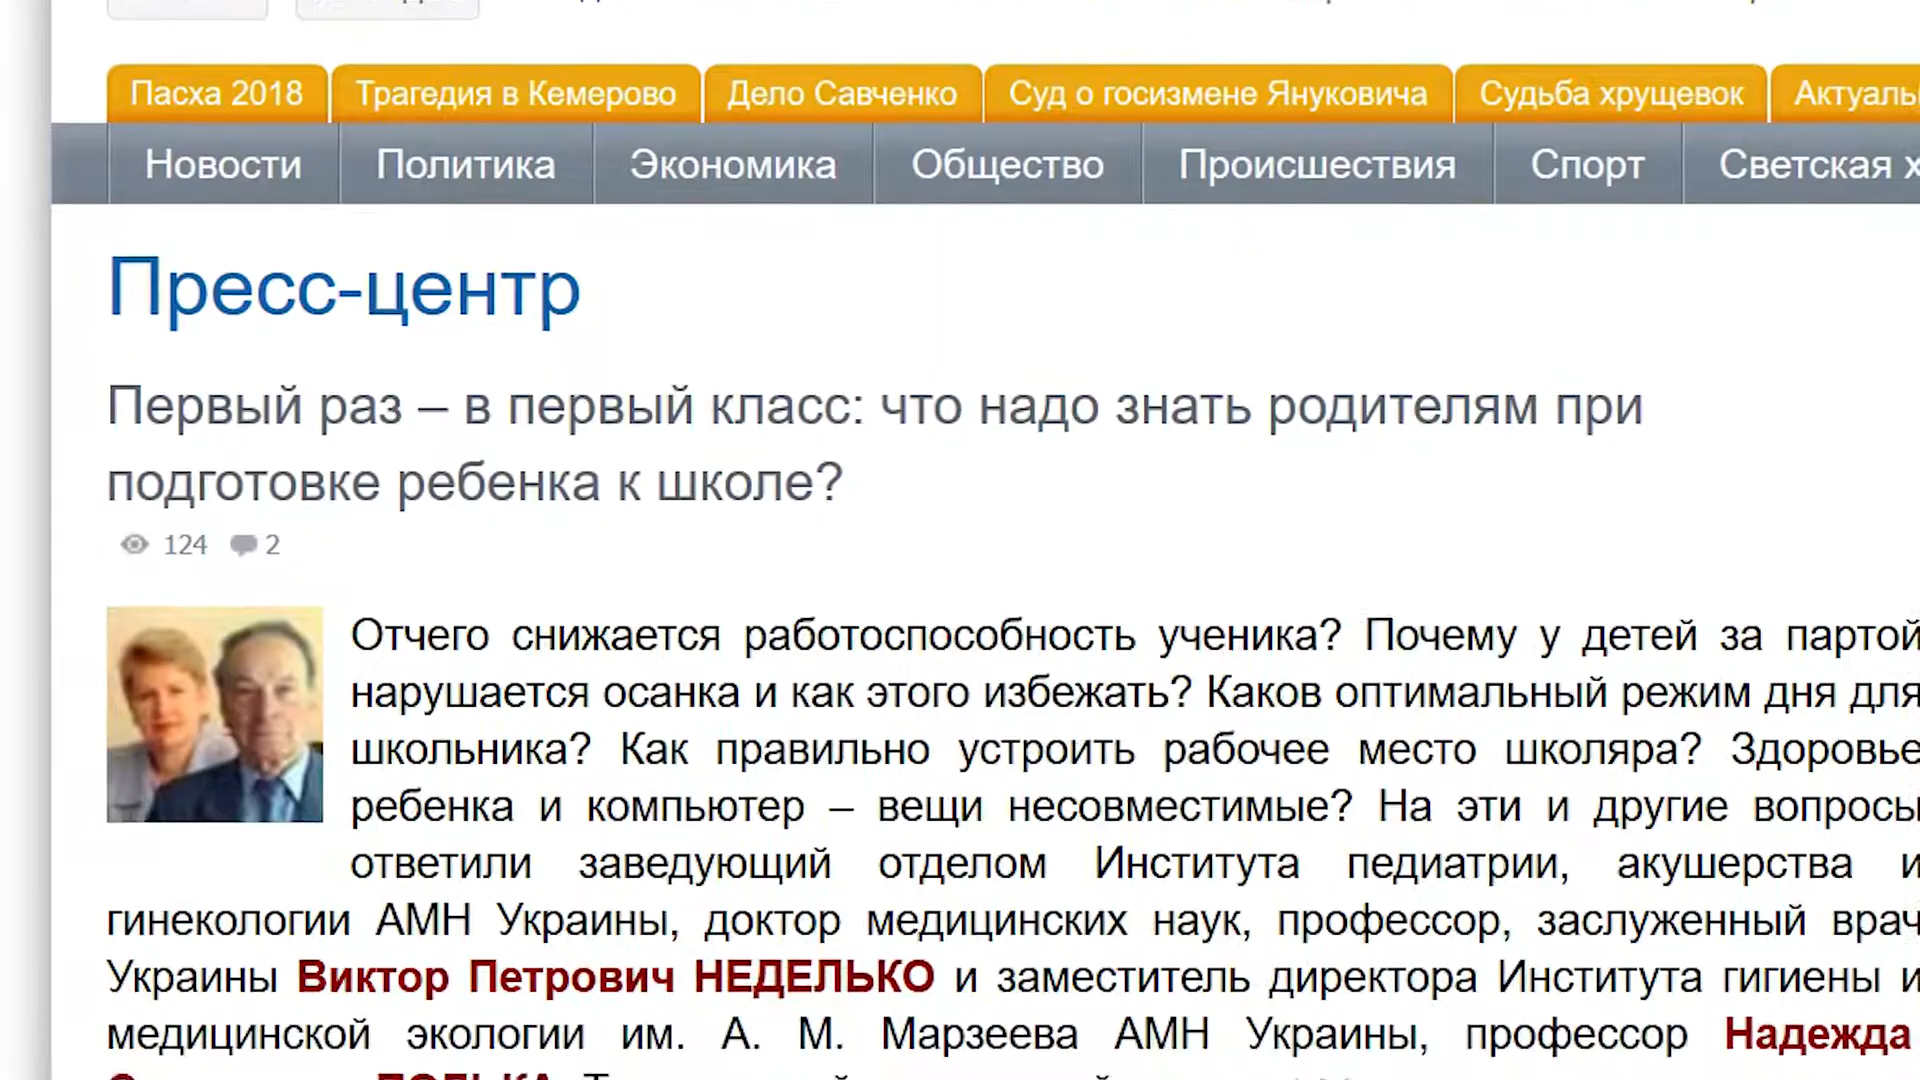 Пасха 2018 Трагедия в Кемерово Дело Савченко Суд о госизмене Януковича Судьба хрущевок
Новости Политика Экономика Общество Происшествия Спорт Светская
Пресс-центр
Первый раз – в первый класс: что надо знать родителям при
подготовке ребенка к школе?
124 2
Отчего снижается работоспособность ученика? Почему у детей за партой
нарушается осанка и как этого избежать? Каков оптимальный режим дня для
школьника? Как правильно устроить рабочее место школяра? Здоровье
ребенка и компьютер – вещи несовместимые? На эти и другие вопросы
ответили заведующий отделом Института педиатрии, акушерства и
гинекологии АМН Украины, доктор медицинских наук, профессор, заслуженный врач
Украины Виктор Петрович НЕДЕЛЬКО и заместитель директора Института гигиены и
медицинской экологии им. А. М. Марзеева АМН Украины, профессор Надежда